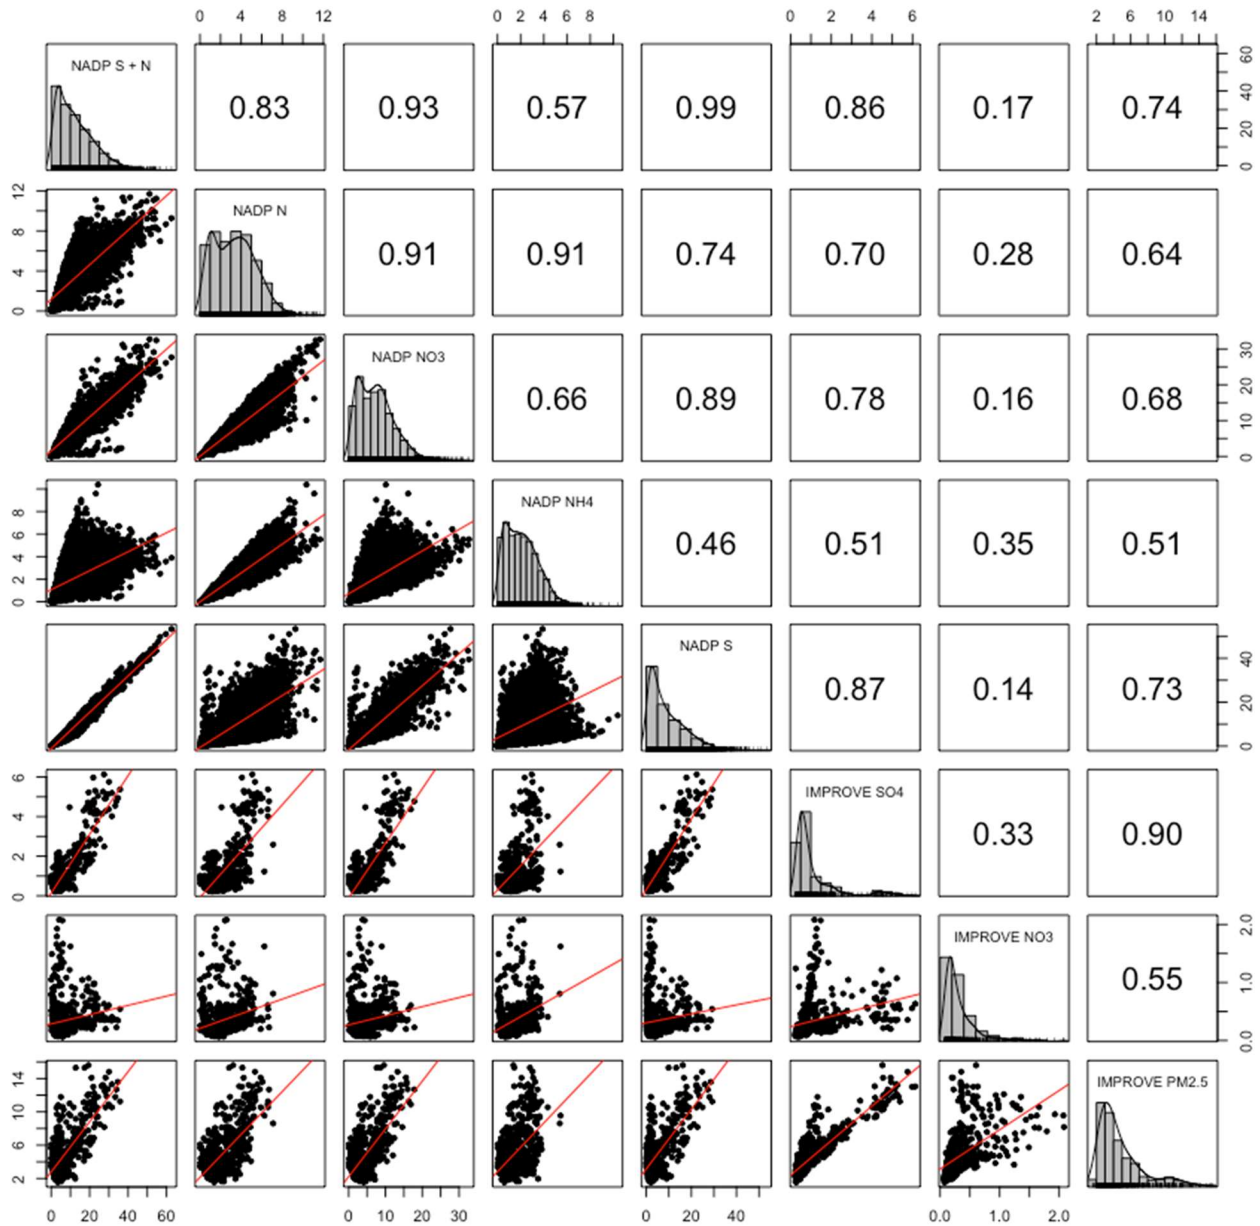 0 4 8 12 0 2 4 6 8 0 2 4 6 2 6 10 14
NADP S + N 0.83 0.93 0.57 0.99 0.86 0.17 0.74 0 20 40 60
0 4 8 12 NADP N 0.91 0.91 0.74 0.70 0.28 0.64
NADP NO3 0.66 0.89 0.78 0.16 0.68 0 10 20 30
0 2 4 6 8 NADP NH4 0.46 0.51 0.35 0.51
NADP S 0.87 0.14 0.73 0 20 40
0 2 4 6 IMPROVE SO4 0.33 0.90
IMPROVE NO3 0.55 0.0 1.0 2.0
2 6 10 14 IMPROVE PM2.5
0 20 40 60 0 10 20 30 0 20 40 0.0 1.0 2.0